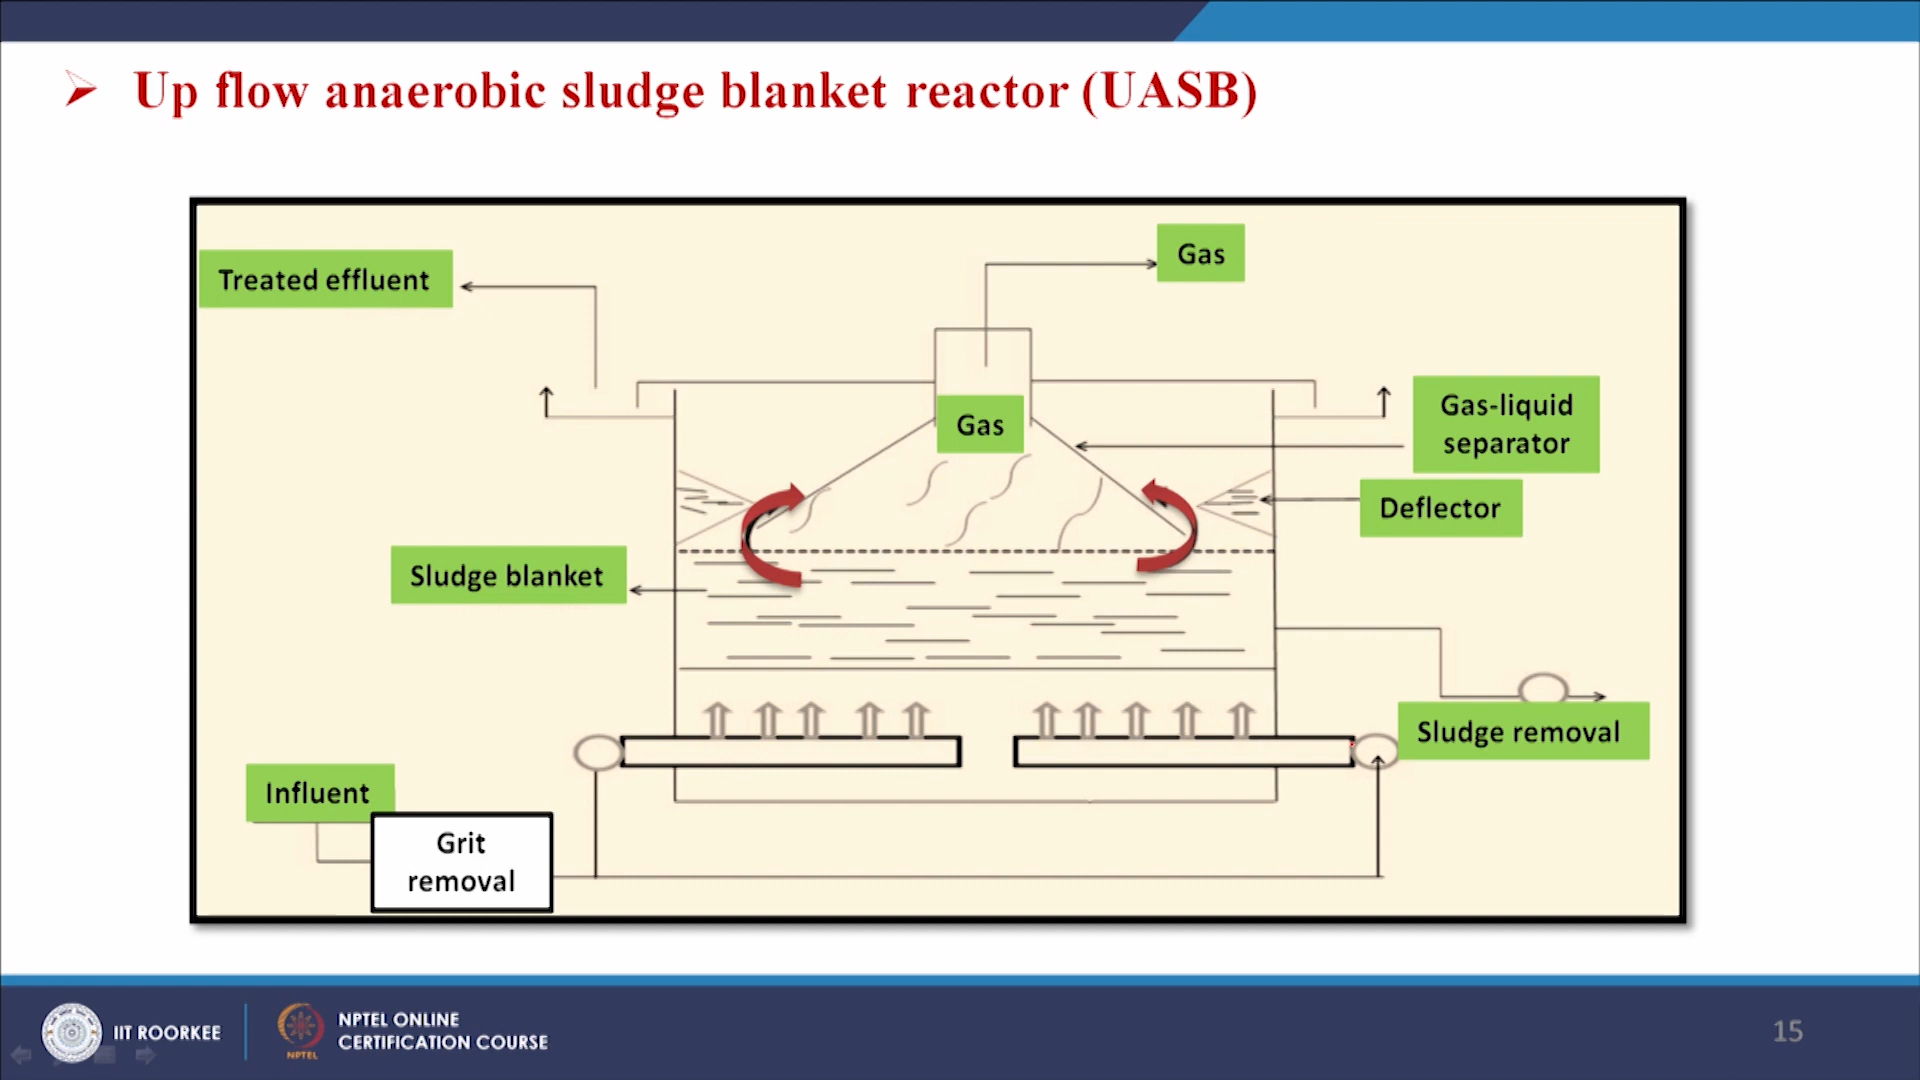 Up flow anaerobic sludge blanket reactor (UASB)
Treated effluent
Gas
Gas
Gas-liquid
separator
Deflector
Sludge blanket
Sludge removal
Influent
Grit
removal
IIT ROORKEE
NPTEL
NPTEL ONLINE
CERTIFICATION COURSE
15